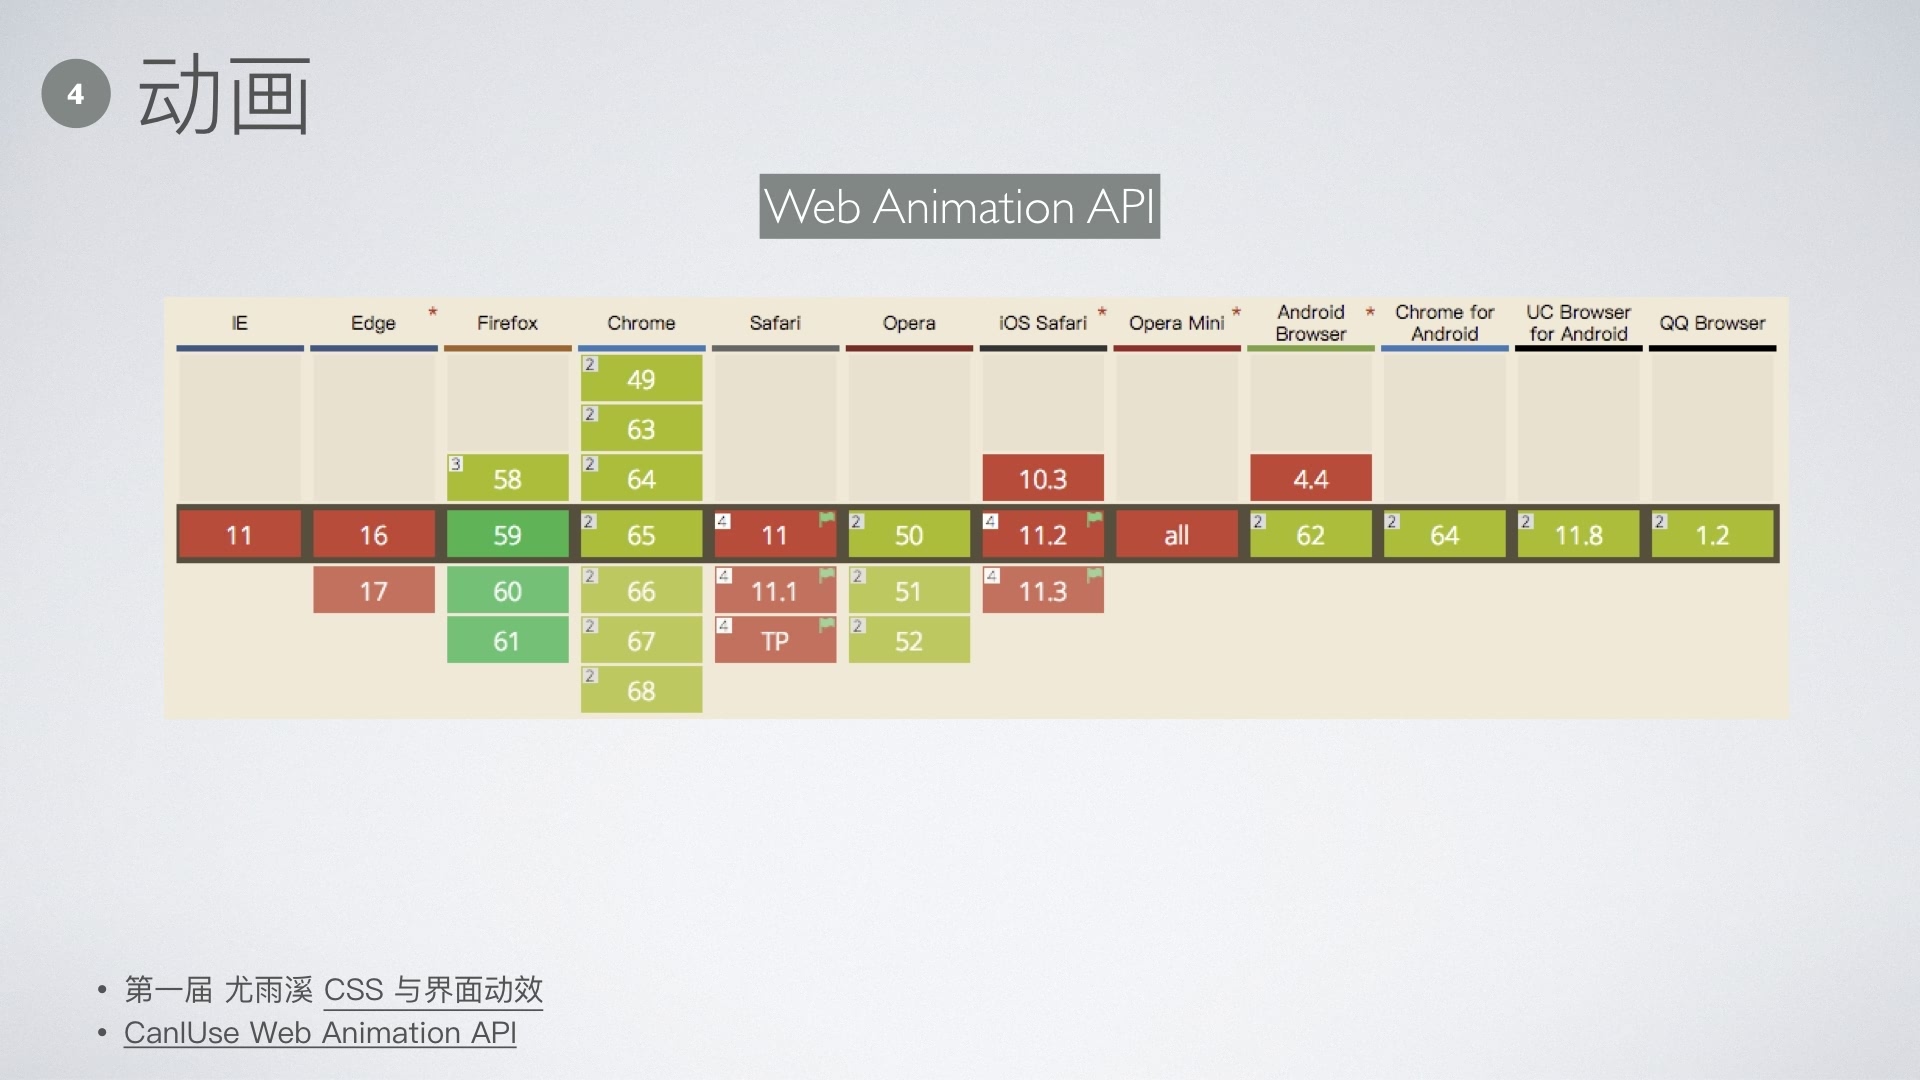 4 动画
Web Animation API
IE Edge * Firefox Chrome Safari Opera iOS Safari * Opera Mini * Android Browser * Chrome for Android UC Browser for Android QQ Browser
2 49
2 63
3 58 2 64 10.3 4.4
11 16 59 2 65 4 11 2 50 4 11.2 all 2 62 2 64 2 11.8 2 1.2
17 60 2 66 4 11.1 2 51 4 11.3
61 2 67 4 TP 2 52
2 68
• 第一届 尤雨溪 CSS 与界面动效
• CanIUse Web Animation API